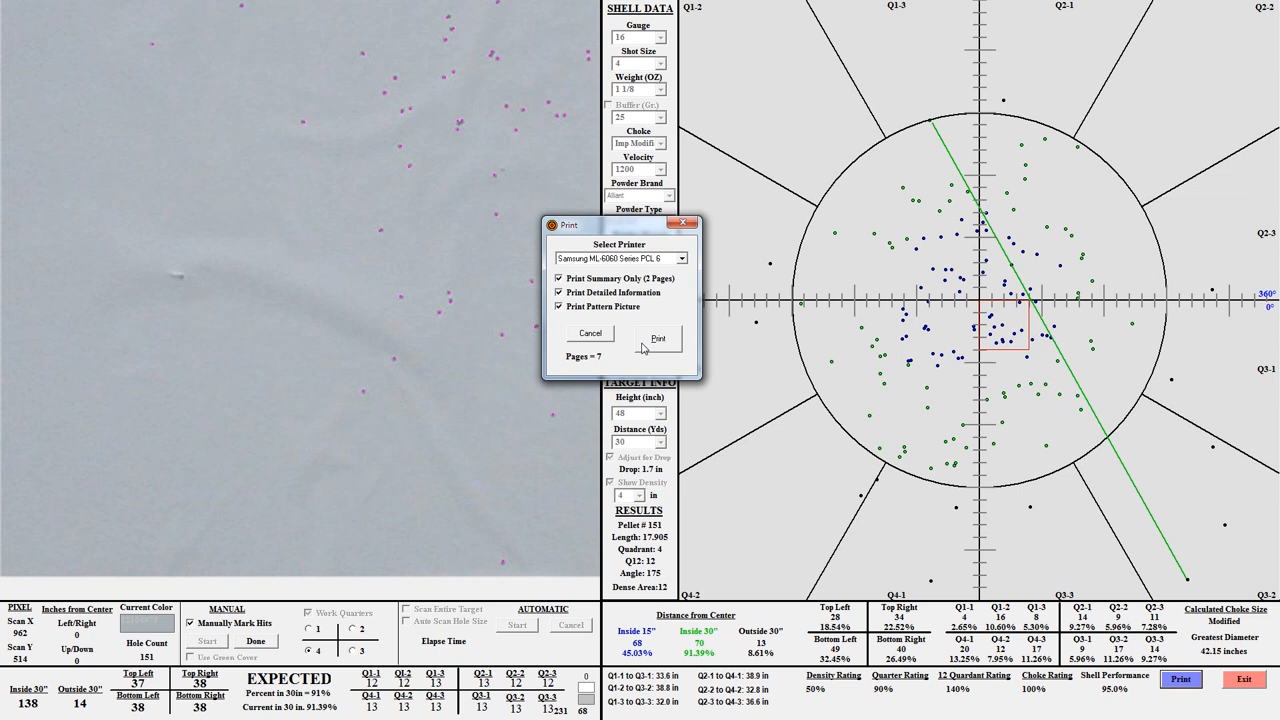 SHELL DATA
Gauge
16
Shot Size
4
Weight (OZ)
1 1/8
Buffer (Gr.)
25
Choke
Imp Modifi
Velocity
1200
Powder Brand
Alliant
Powder Type
Print
Select Printer
Samsung ML-6060 Series PCL 6
Print Summary Only (2 Pages)
Print Detailed Information
Print Pattern Picture
Cancel
Print
Pages = 7
TARGET INFO
Height (inch)
48
Distance (Yds)
30
Adjust for Drop
Drop: 1.7 in
Show Density
4 in
RESULTS
Pellet # 151
Length: 17.905
Quadrant: 4
Q12: 12
Angle: 175
Dense Area:12
Q1-2
Q1-3
Q2-1
Q2-2
Q2-3
360°
0°
Q3-1
Q4-2
Q4-1
Q3-3
Q3-2
PIXEL
Scan X
962
Scan Y
514
Inches from Center
Left/Right
0
Up/Down
0
Current Color
Hole Count
151
MANUAL
Manually Mark Hits
Start
Done
Use Green Cover
Work Quarters
1
2
4
3
Scan Entire Target
Auto Scan Hole Size
Elapse Time
AUTOMATIC
Start
Cancel
Distance from Center
Inside 15" Inside 30" Outside 30"
68 70 13
45.03% 91.39% 8.61%
Top Left
28
18.54%
Bottom Left
49
32.45%
Top Right
34
22.52%
Bottom Right
40
26.49%
Q1-1 Q1-2 Q1-3
4 16 8
2.65% 10.60% 5.30%
Q4-1 Q4-2 Q4-3
20 12 17
13.25% 7.95% 11.26%
Q2-1 Q2-2 Q2-3
14 9 11
9.27% 5.96% 7.28%
Q3-1 Q3-2 Q3-3
9 17 14
5.96% 11.26% 9.27%
Calculated Choke Size
Modified
Greatest Diameter
42.15 inches
Inside 30"
138
Outside 30"
14
Top Left
37
Bottom Left
38
Top Right
38
Bottom Right
38
EXPECTED
Percent in 30in = 91%
Current in 30 in. 91.39%
Q1-1 Q1-2 Q1-3
12 12 12
Q4-1 Q4-2 Q4-3
13 13 13
Q2-1 Q2-2 Q2-3
13 12 13
Q3-1 Q3-2 Q3-3
13 13 13
0
231
68
Q1-1 to Q3-1: 33.6 in
Q1-2 to Q3-2: 38.8 in
Q1-3 to Q3-3: 32.0 in
Q2-1 to Q4-1: 38.9 in
Q2-2 to Q4-2: 32.8 in
Q2-3 to Q4-3: 36.6 in
Density Rating
50%
Quarter Rating
90%
12 Quardant Rating
140%
Choke Rating
100%
Shell Performance
95.0%
Print
Exit